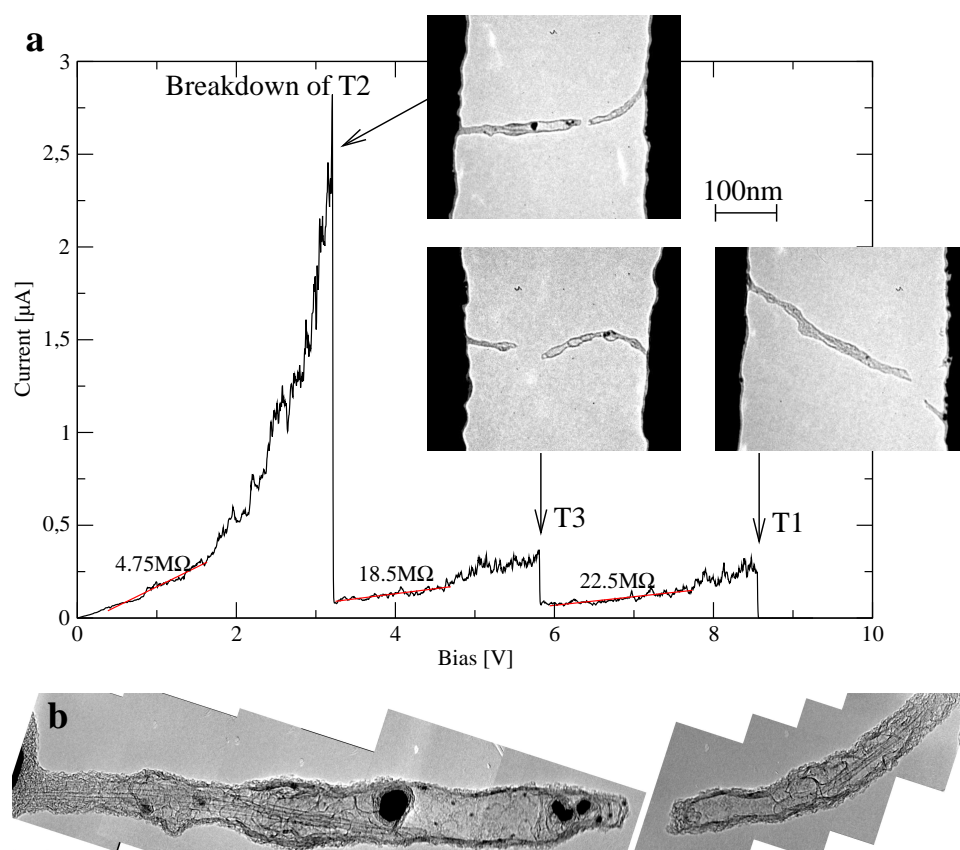 a
3
Breakdown of T2
2,5
100nm
2
Current [µA]
1,5
1
0,5
0
T3
T1
4.75MΩ
18.5MΩ
22.5MΩ
0
2
4
6
8
10
Bias [V]
b